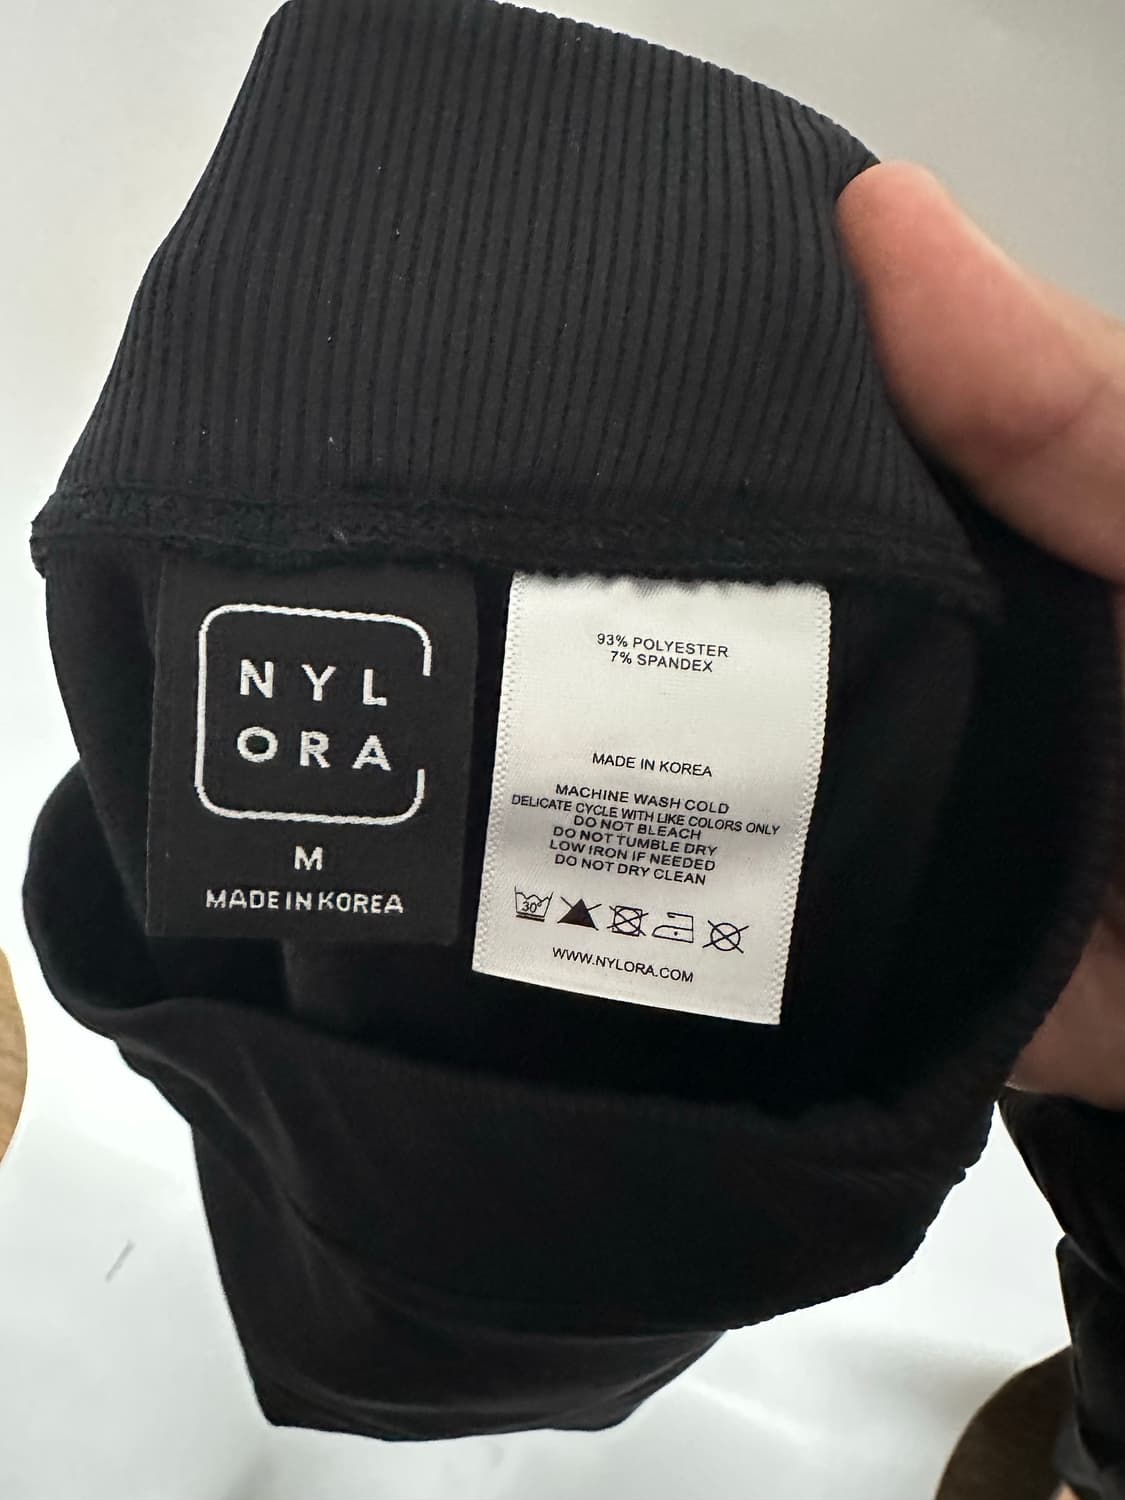 NYL
ORA
M
MADE IN KOREA
93% POLYESTER
7% SPANDEX
MADE IN KOREA
MACHINE WASH COLD
DELICATE CYCLE WITH LIKE COLORS ONLY
DO NOT BLEACH
DO NOT TUMBLE DRY
LOW IRON IF NEEDED
DO NOT DRY CLEAN
30°
WWW.NYLORA.COM